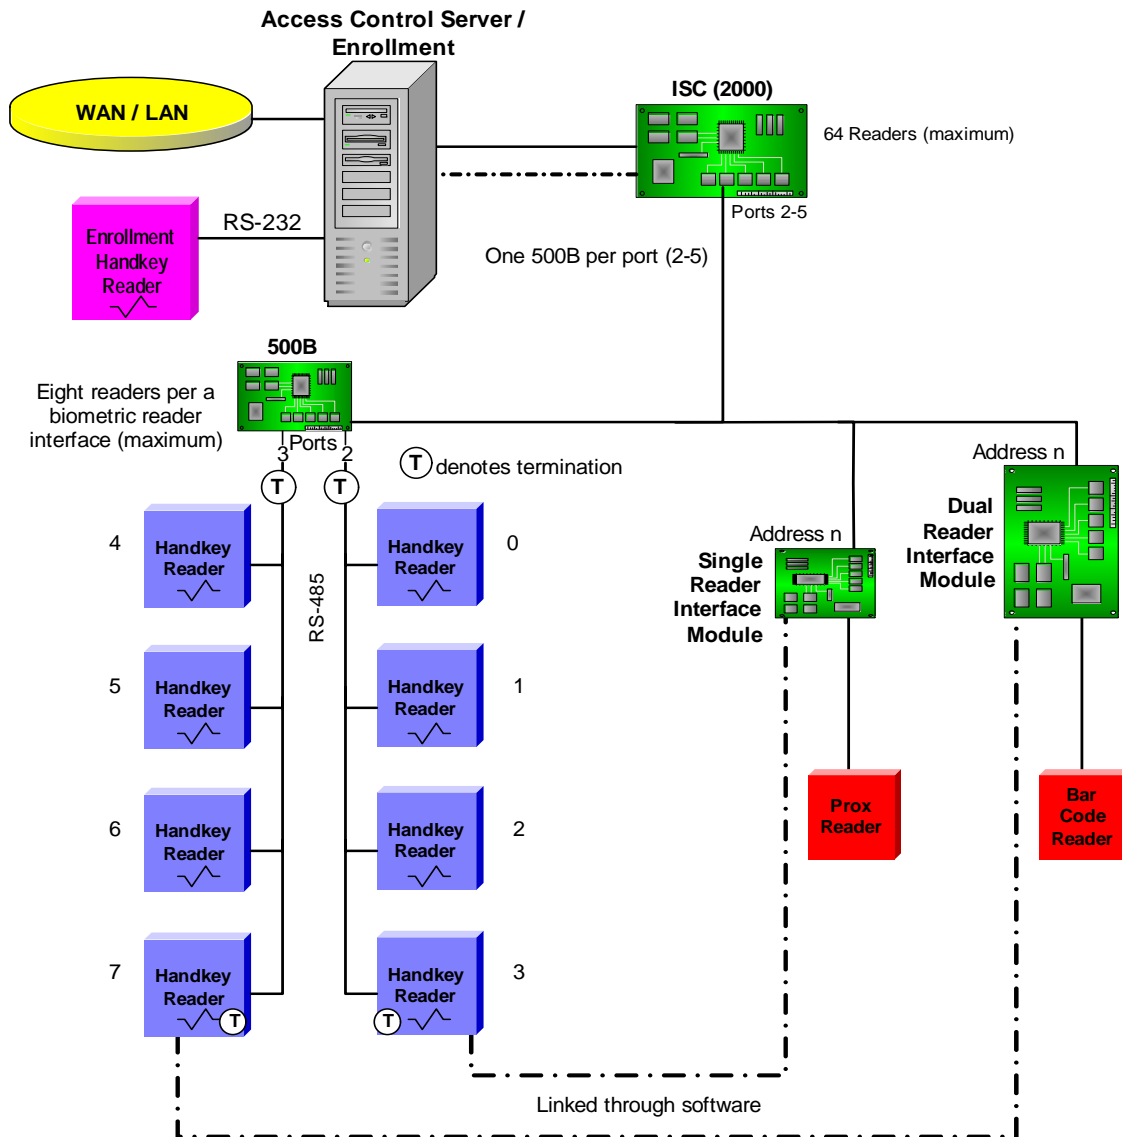 Access Control Server /
Enrollment
WAN / LAN
ISC (2000)
64 Readers (maximum)
Ports 2-5
RS-232
Enrollment
Handkey
Reader
One 500B per port (2-5)
500B
Eight readers per a
biometric reader
interface (maximum)
Ports
3
2
T
T
T denotes termination
Address n
Dual
Reader
Interface
Module
Address n
Single
Reader
Interface
Module
RS-485
4
Handkey
Reader
Handkey
Reader
0
5
Handkey
Reader
Handkey
Reader
1
6
Handkey
Reader
Handkey
Reader
2
Prox
Reader
Bar
Code
Reader
7
Handkey
Reader
T
Handkey
Reader
T
3
Linked through software